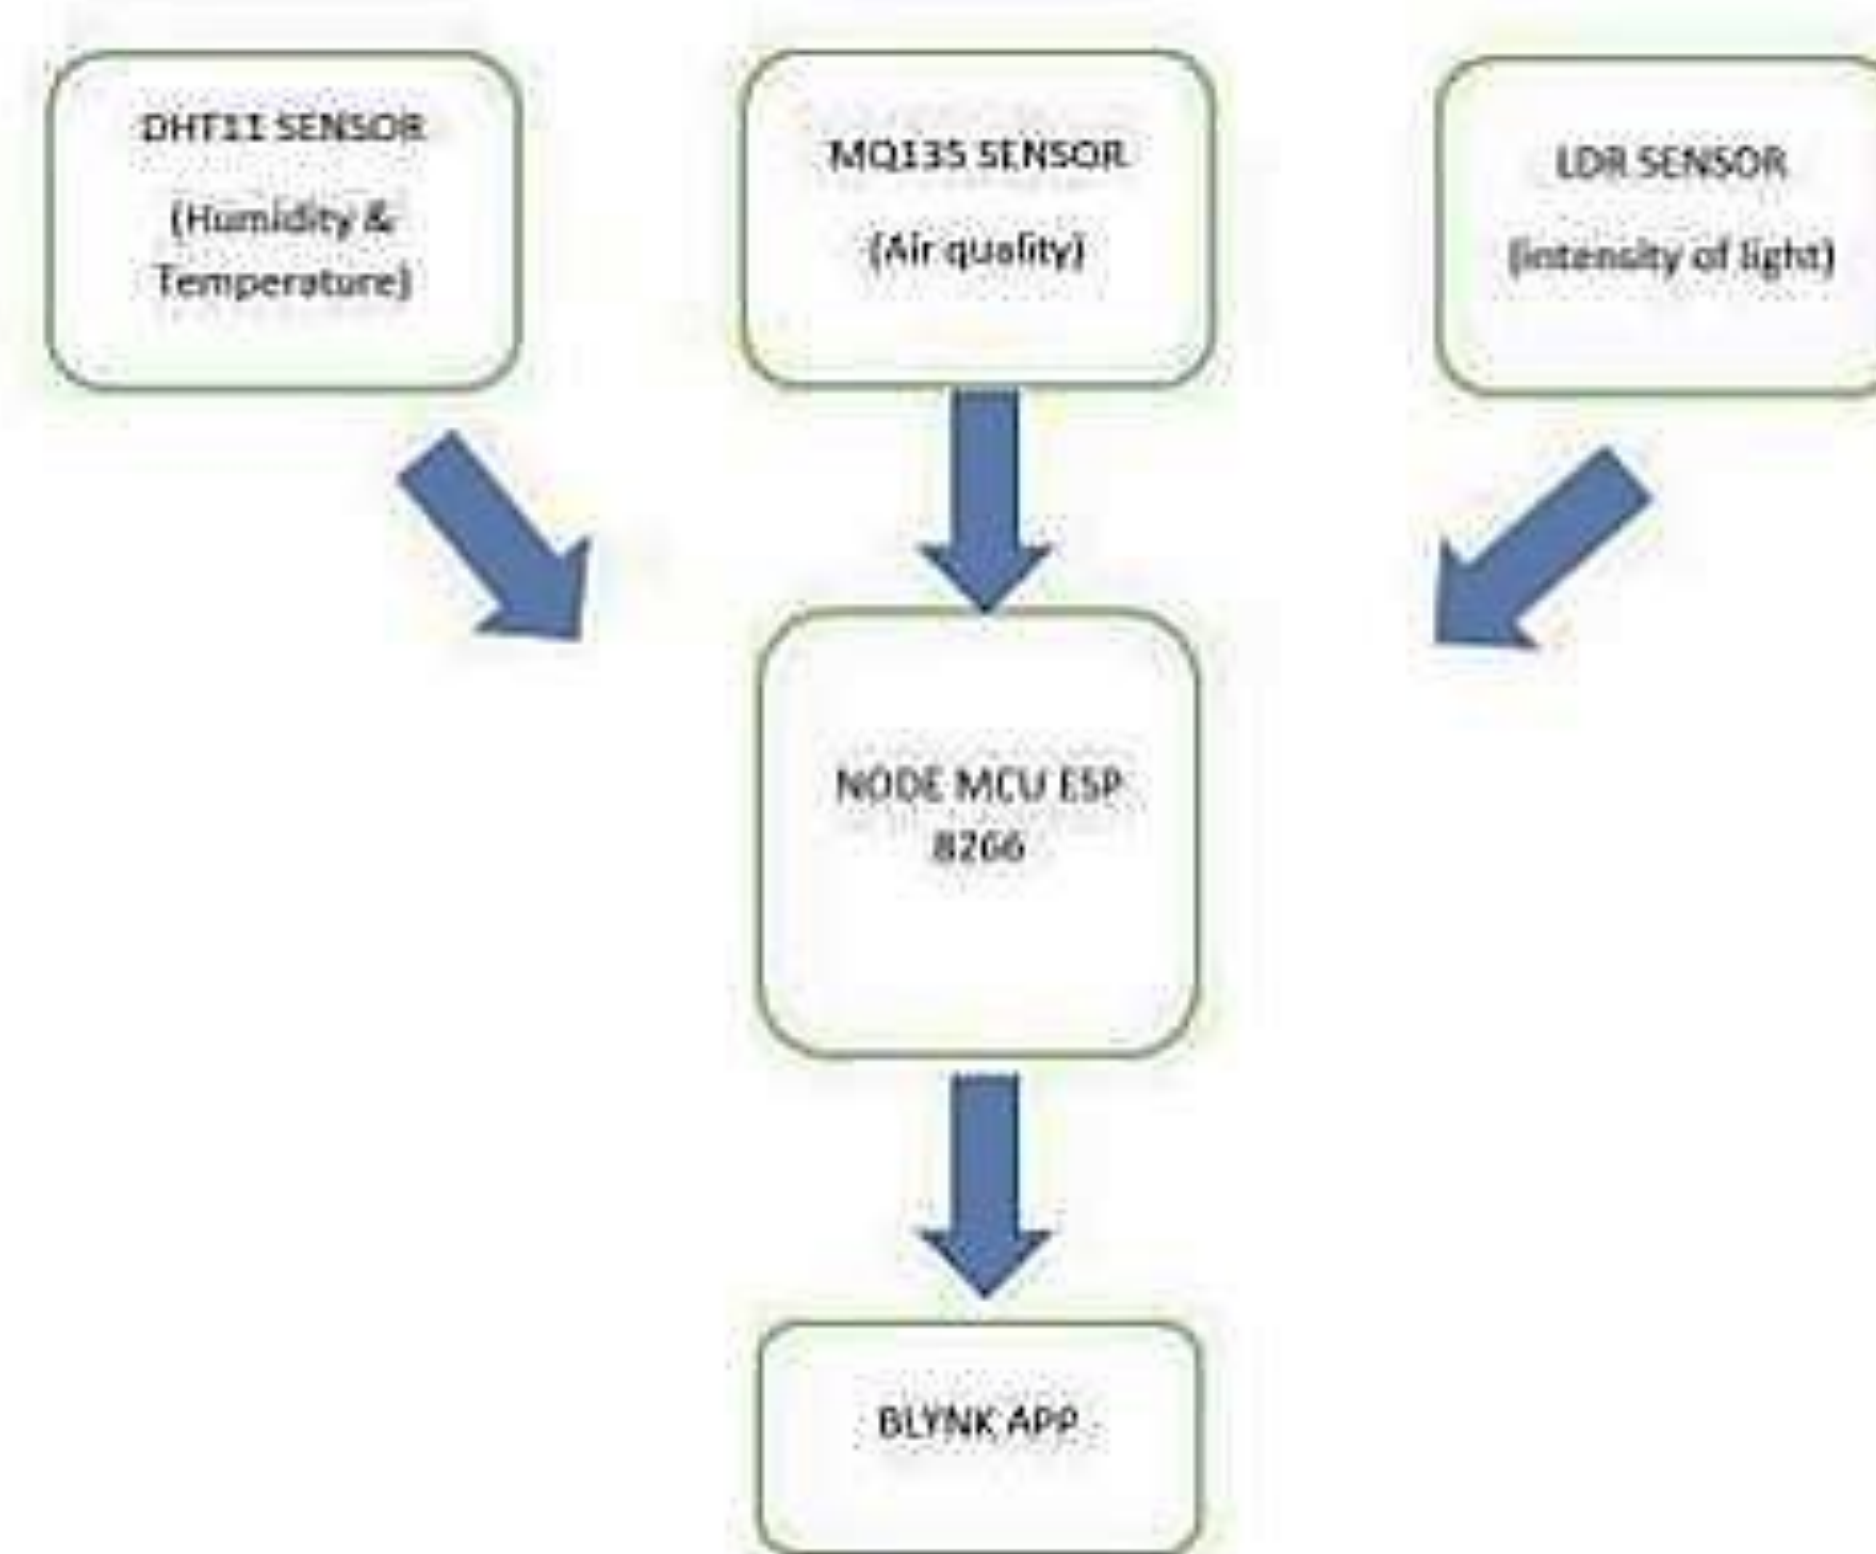 DHT11 SENSOR
(Humidity &
Temperature)
MQ135 SENSOR
(Air quality)
LDR SENSOR
(intensity of light)
NODE MCU ESP
8266
BLYNK APP